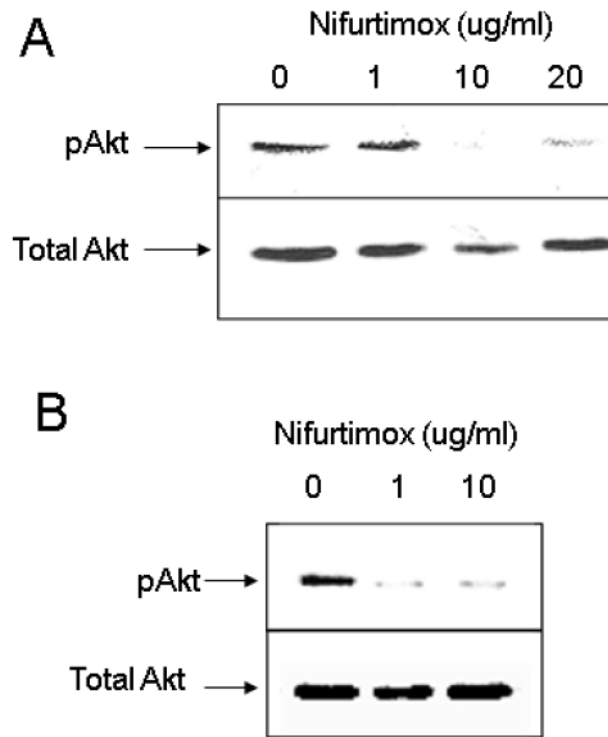 A
Nifurtimox (ug/ml)
0 1 10 20
pAkt
Total Akt
B
Nifurtimox (ug/ml)
0 1 10
pAkt
Total Akt